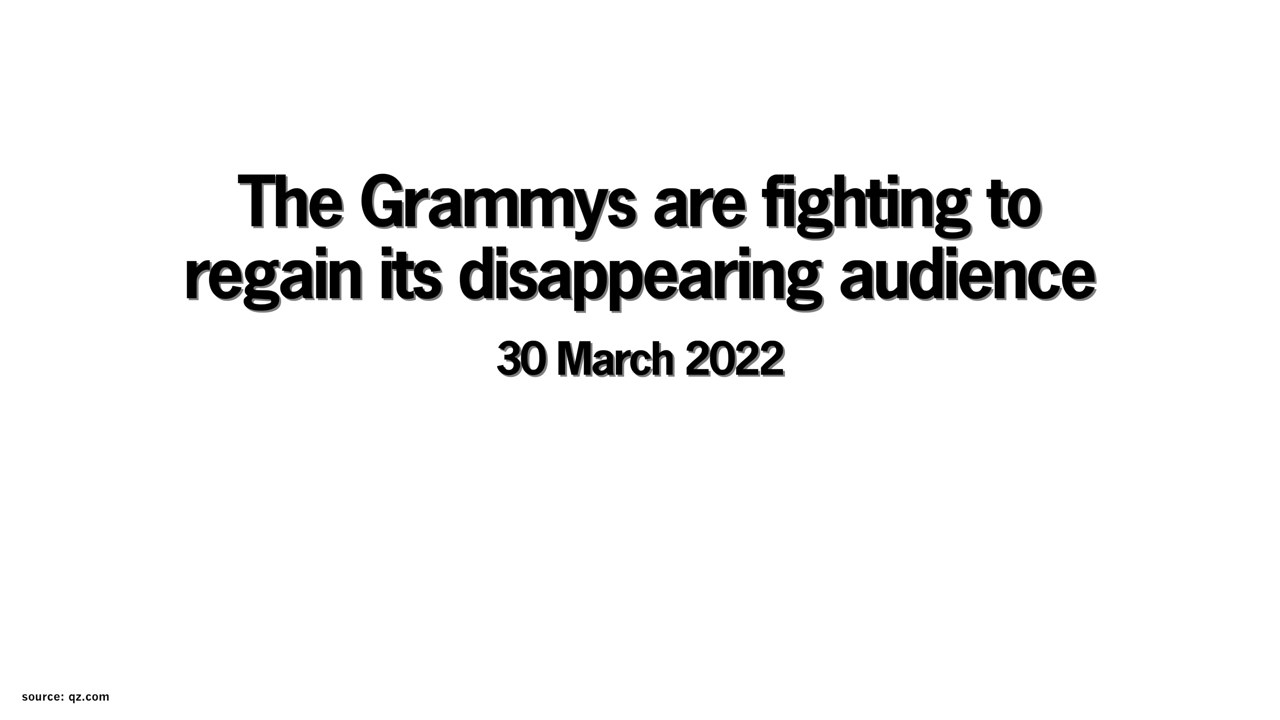 The Grammys are fighting to
regain its disappearing audience
30 March 2022
source: qz.com